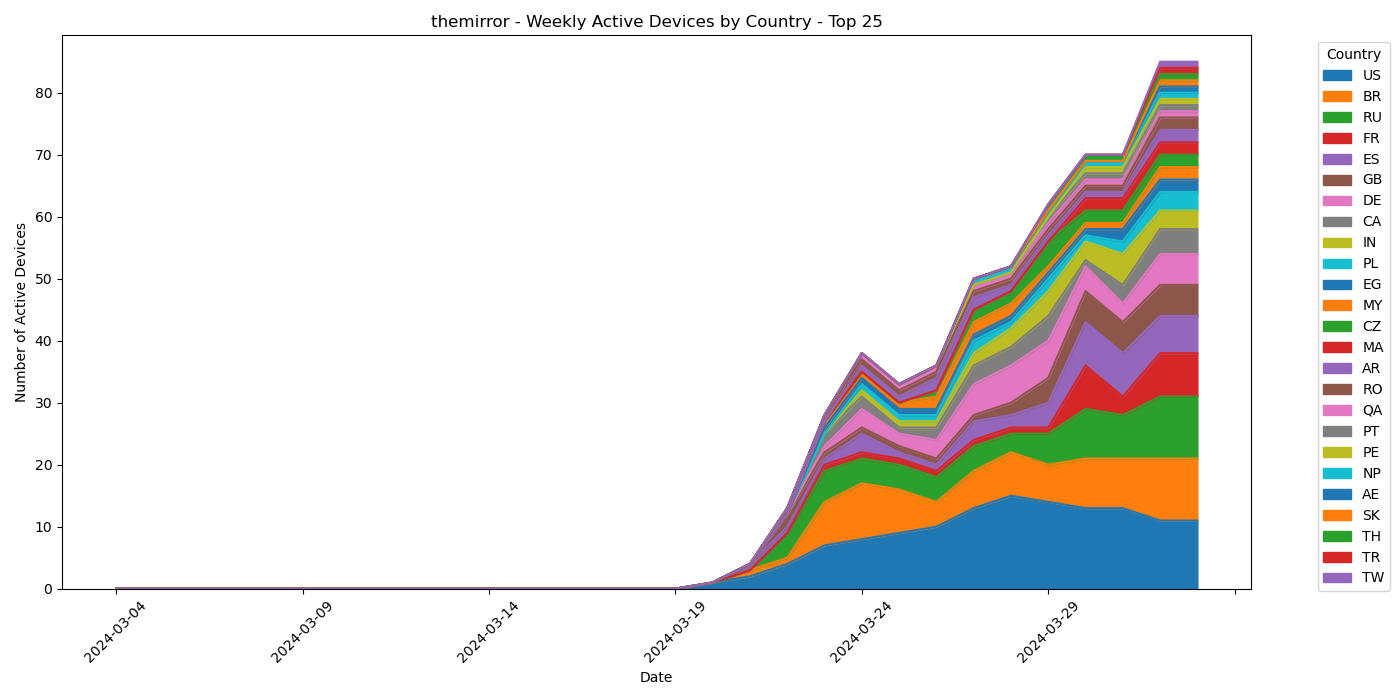 themirror - Weekly Active Devices by Country - Top 25
Number of Active Devices
80
70
60
50
40
30
20
10
0
2024-03-04
2024-03-09
2024-03-14
2024-03-19
2024-03-24
2024-03-29
Date
Country
US
BR
RU
FR
ES
GB
DE
CA
IN
PL
EG
MY
CZ
MA
AR
RO
QA
PT
PE
NP
AE
SK
TH
TR
TW